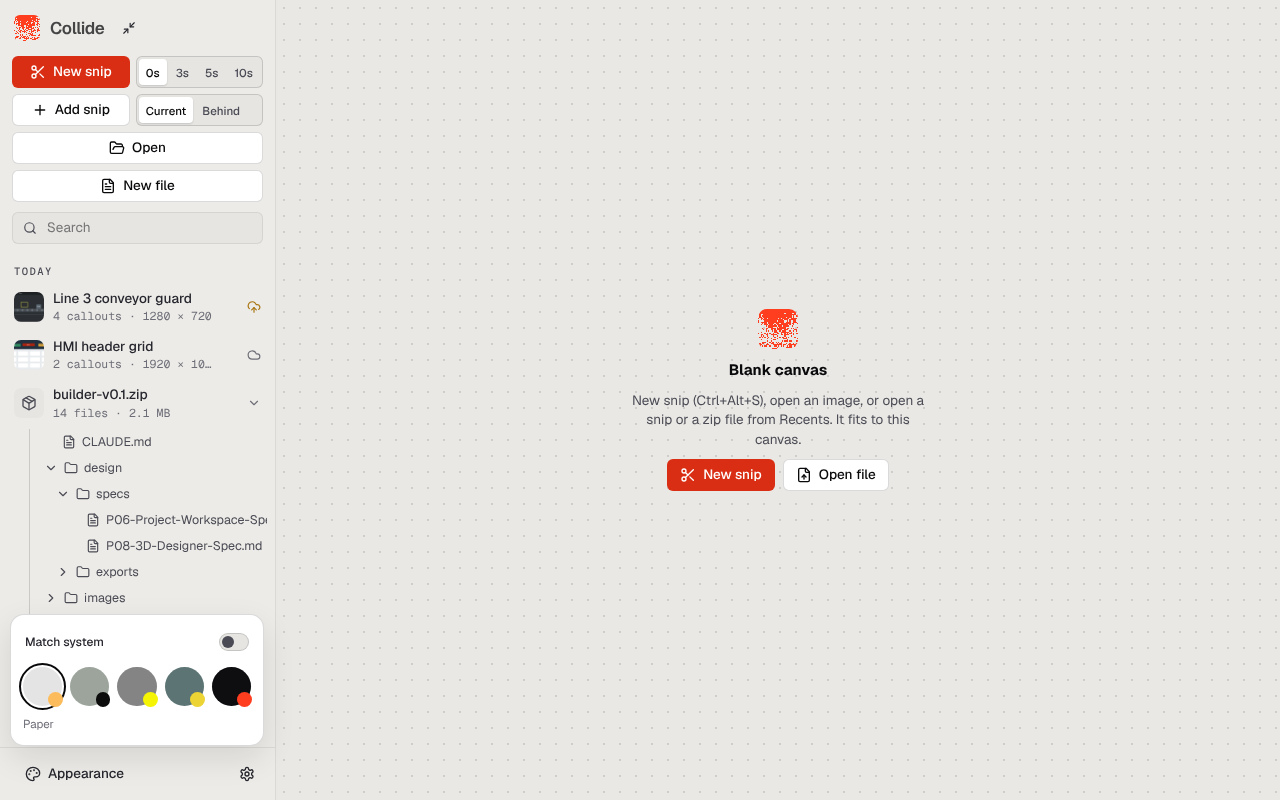 Collide
New snip
0s 3s 5s 10s
Add snip
Current Behind
Open
New file
Search
TODAY
Line 3 conveyor guard
4 callouts · 1280 × 720
HMI header grid
2 callouts · 1920 × 10…
builder-v0.1.zip
14 files · 2.1 MB
CLAUDE.md
design
specs
P06-Project-Workspace-Spe
P08-3D-Designer-Spec.md
exports
images
Match system
Paper
Appearance
Blank canvas
New snip (Ctrl+Alt+S), open an image, or open a
snip or a zip file from Recents. It fits to this
canvas.
New snip
Open file